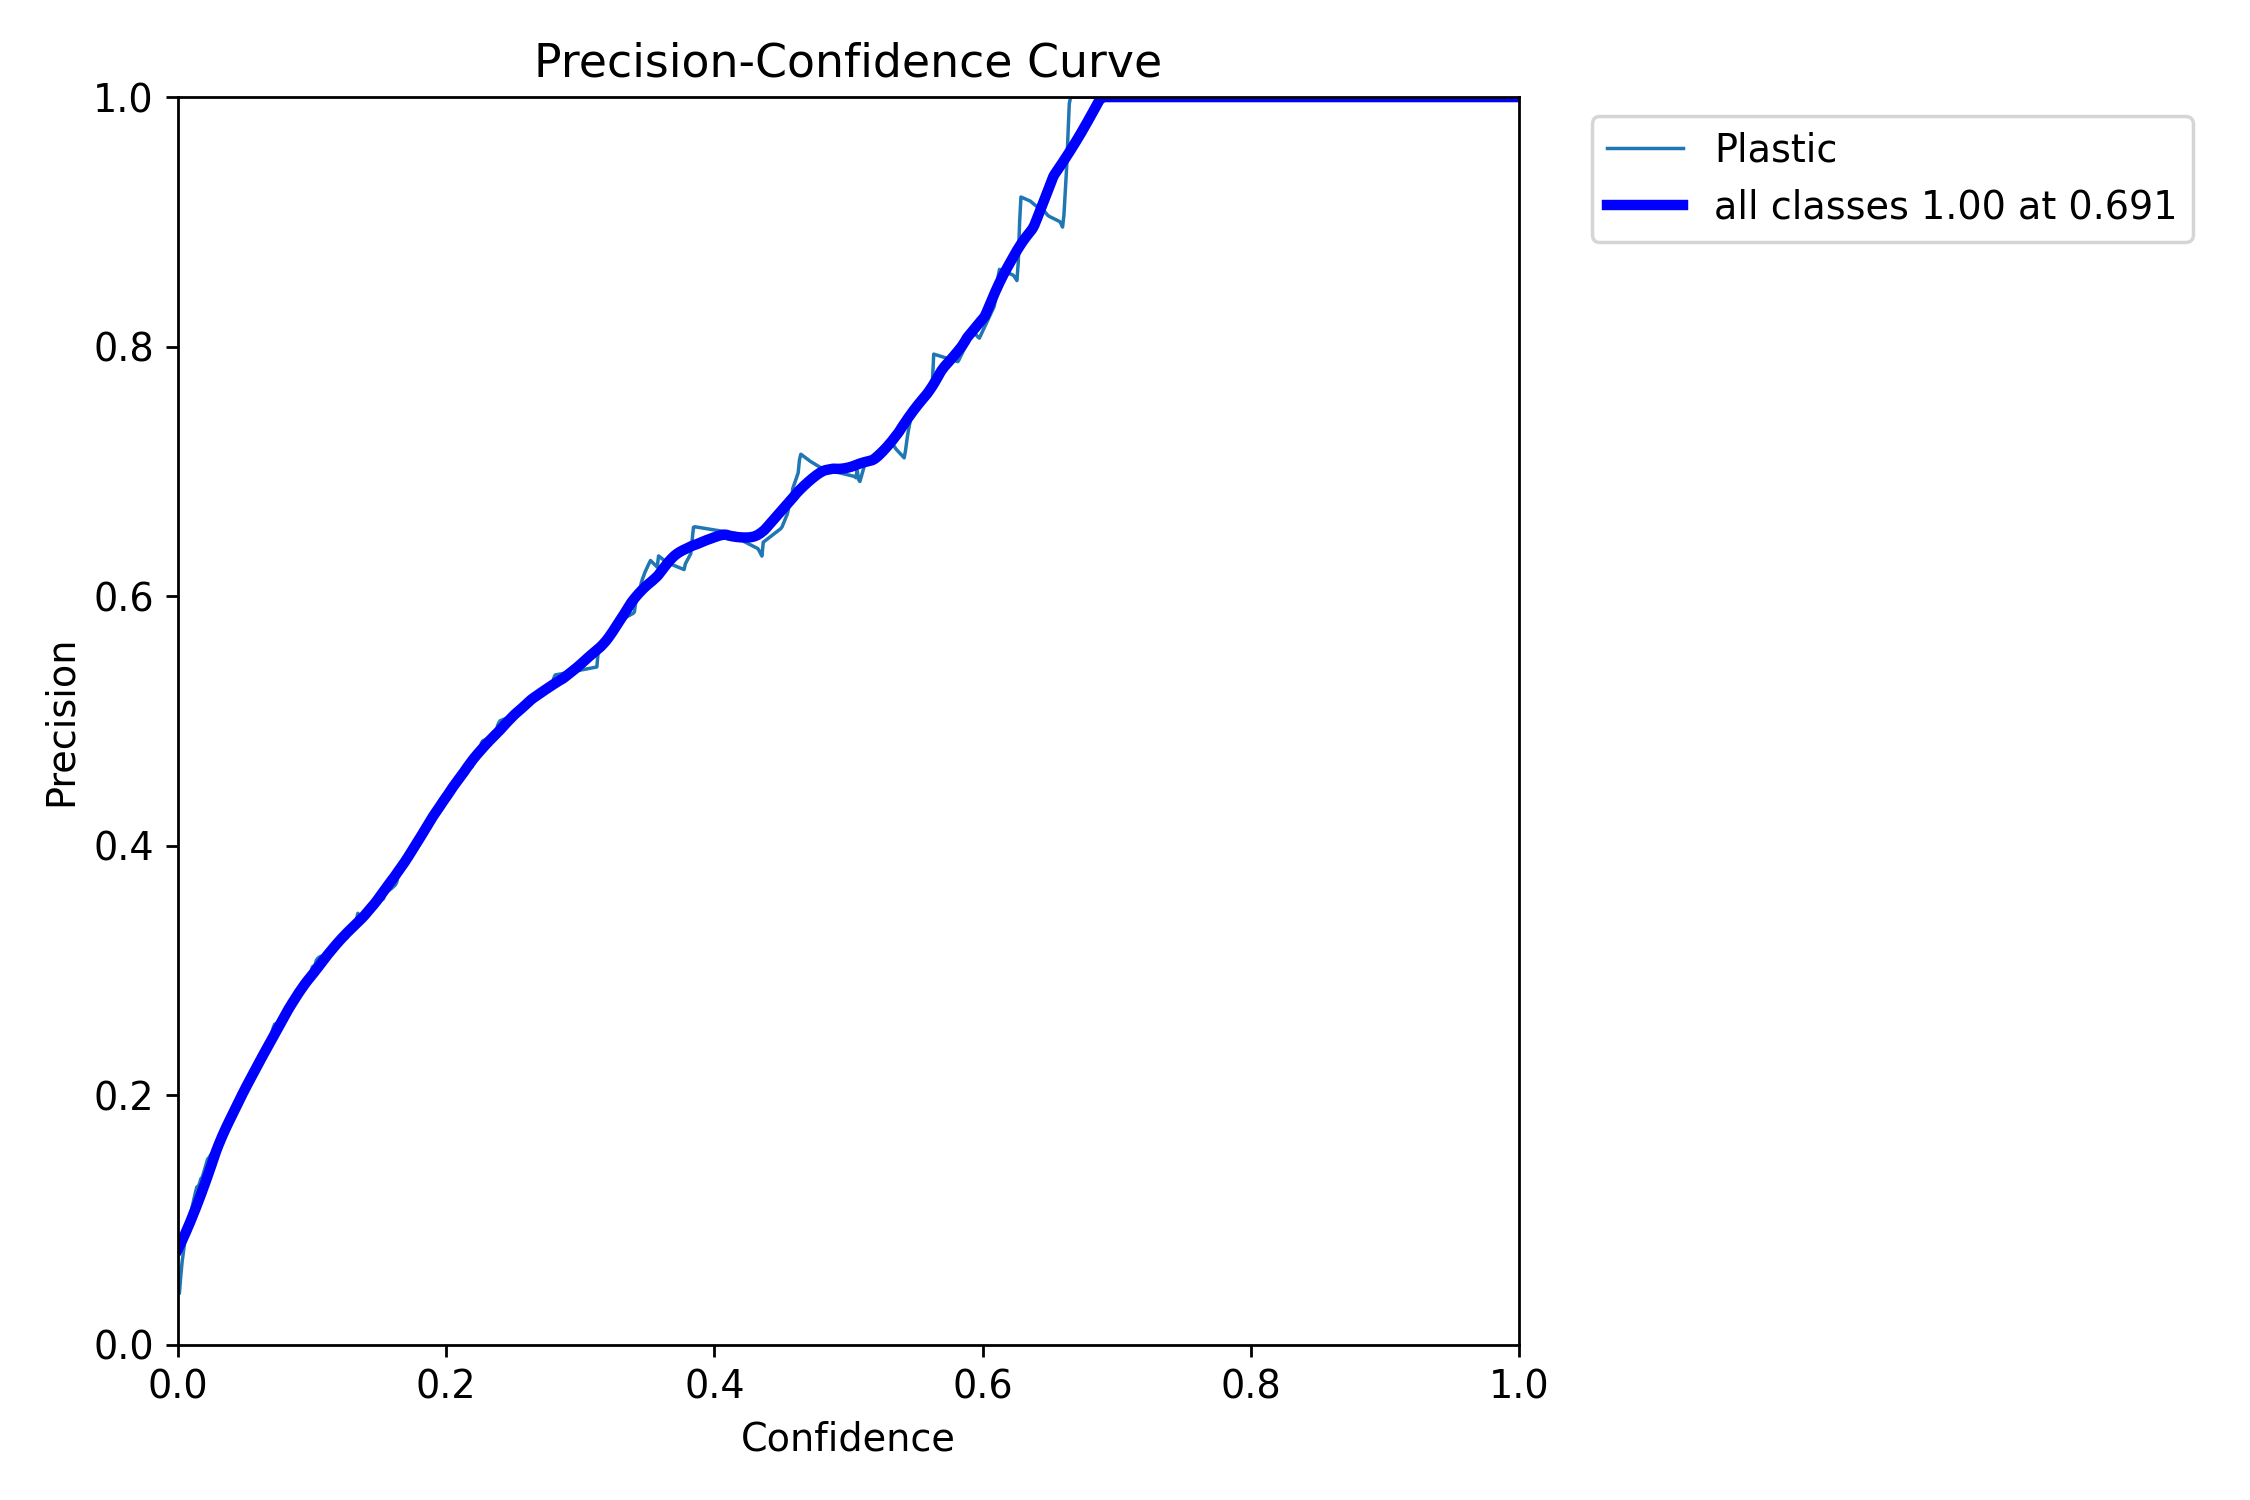 Precision-Confidence Curve
Plastic
all classes 1.00 at 0.691
Precision
1.0
0.8
0.6
0.4
0.2
0.0
0.0 0.2 0.4 0.6 0.8 1.0
Confidence